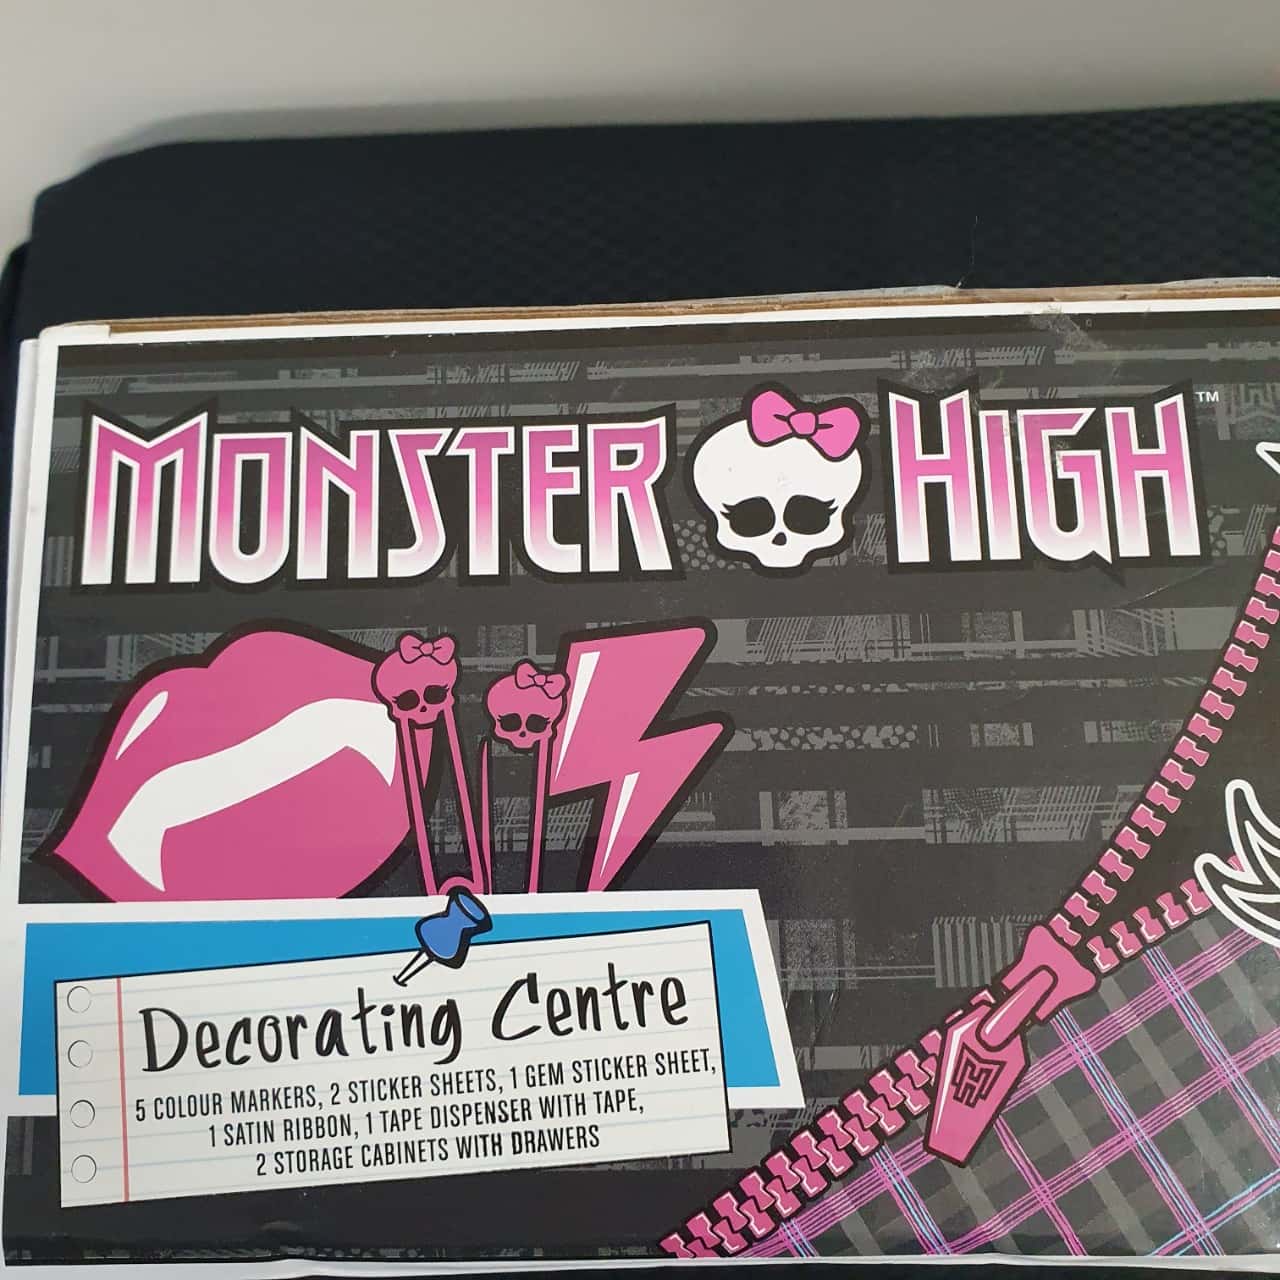 MONSTER HIGH™
Decorating Centre
5 COLOUR MARKERS, 2 STICKER SHEETS, 1 GEM STICKER SHEET,
1 SATIN RIBBON, 1 TAPE DISPENSER WITH TAPE,
2 STORAGE CABINETS WITH DRAWERS